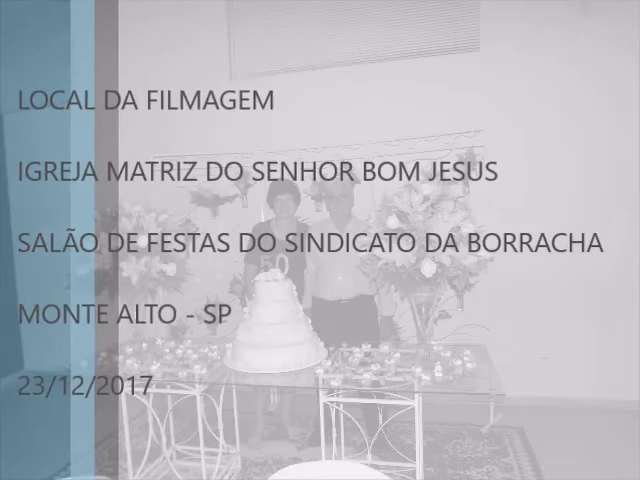 LOCAL DA FILMAGEM
IGREJA MATRIZ DO SENHOR BOM JESUS
SALÃO DE FESTAS DO SINDICATO DA BORRACHA
50
MONTE ALTO - SP
23/12/2017